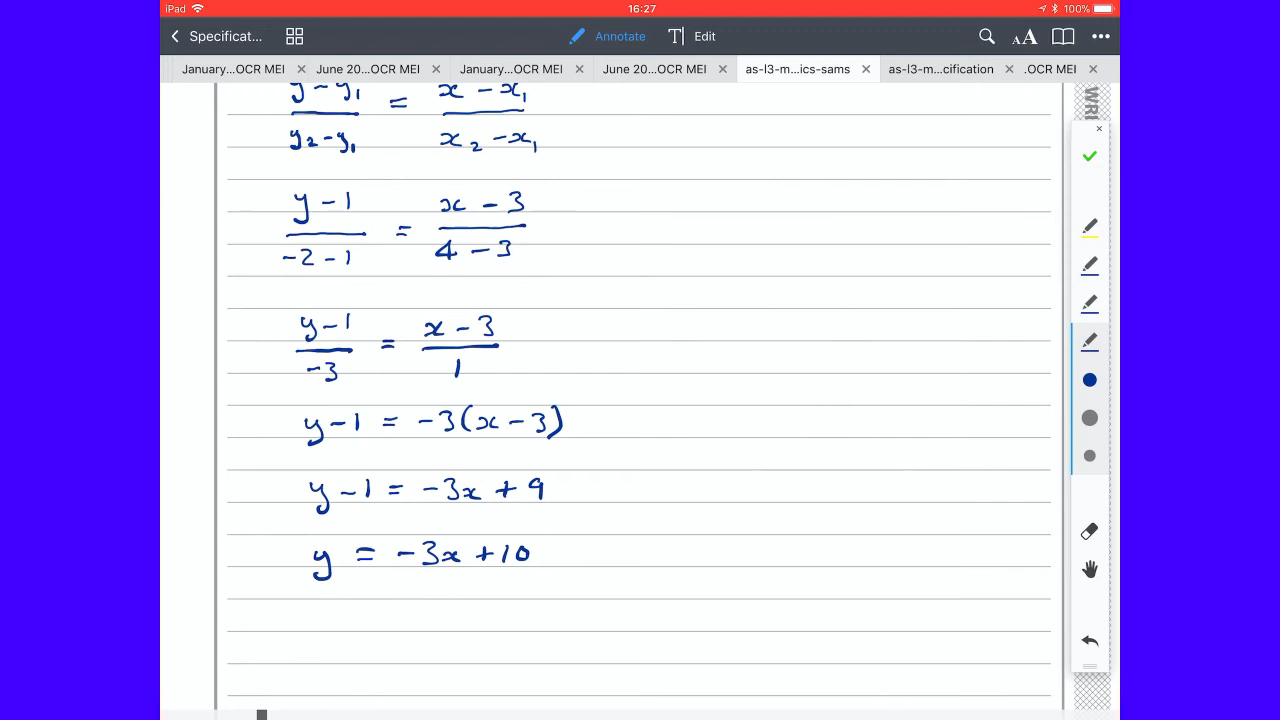 iPad 16:27 100%
Specificat... Annotate Edit AA
January...OCR MEI June 20...OCR MEI January...OCR MEI June 20...OCR MEI as-l3-m...ics-sams as-l3-m...cification .OCR MEI
y - y₁ / y₂ - y₁ = x - x₁ / x₂ - x₁
WRI
y - 1 / -2 - 1 = x - 3 / 4 - 3
y - 1 / -3 = x - 3 / 1
y - 1 = -3(x - 3)
y - 1 = -3x + 9
y = -3x + 10